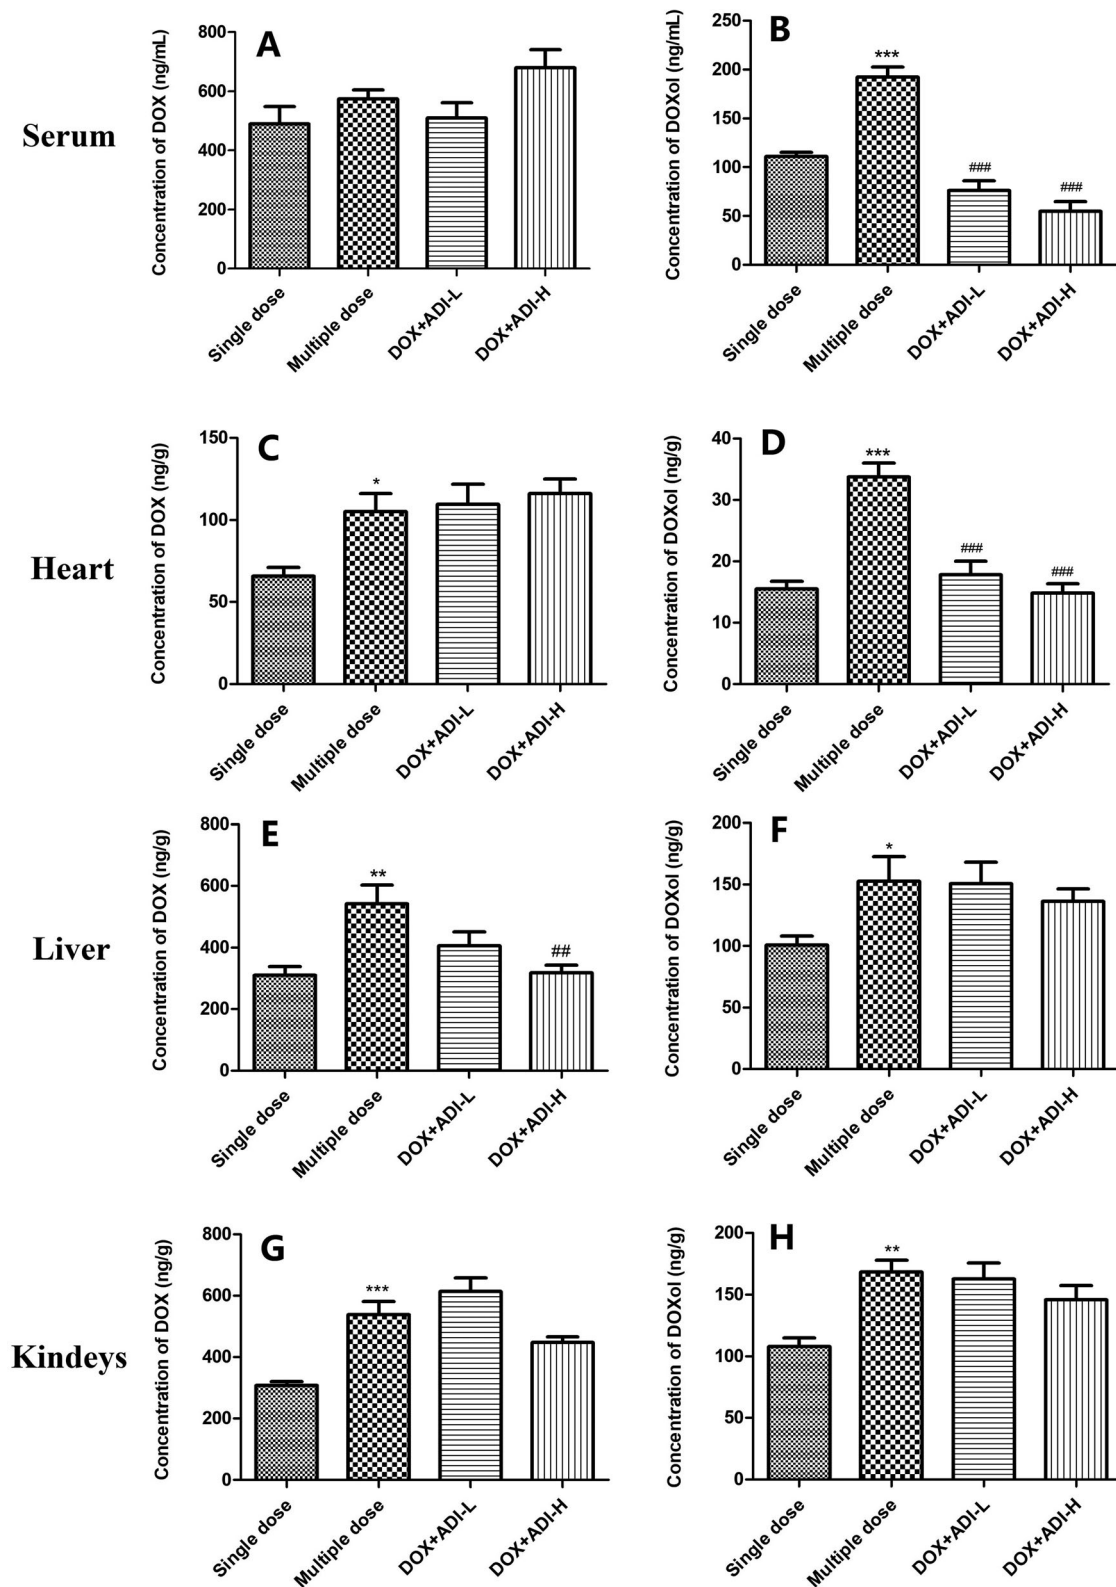 Serum
A
Concentration of DOX (ng/mL)
800
600
400
200
0
Single dose
Multiple dose
DOX+ADI-L
DOX+ADI-H
B
Concentration of DOXol (ng/mL)
250
200
150
100
50
0
***
###
###
Single dose
Multiple dose
DOX+ADI-L
DOX+ADI-H
Heart
C
Concentration of DOX (ng/g)
150
100
50
0
*
Single dose
Multiple dose
DOX+ADI-L
DOX+ADI-H
D
Concentration of DOXol (ng/g)
40
30
20
10
0
***
###
###
Single dose
Multiple dose
DOX+ADI-L
DOX+ADI-H
Liver
E
Concentration of DOX (ng/g)
800
600
400
200
0
**
##
Single dose
Multiple dose
DOX+ADI-L
DOX+ADI-H
F
Concentration of DOXol (ng/g)
200
150
100
50
0
*
Single dose
Multiple dose
DOX+ADI-L
DOX+ADI-H
Kindeys
G
Concentration of DOX (ng/g)
800
600
400
200
0
***
Single dose
Multiple dose
DOX+ADI-L
DOX+ADI-H
H
Concentration of DOXol (ng/g)
200
150
100
50
0
**
Single dose
Multiple dose
DOX+ADI-L
DOX+ADI-H